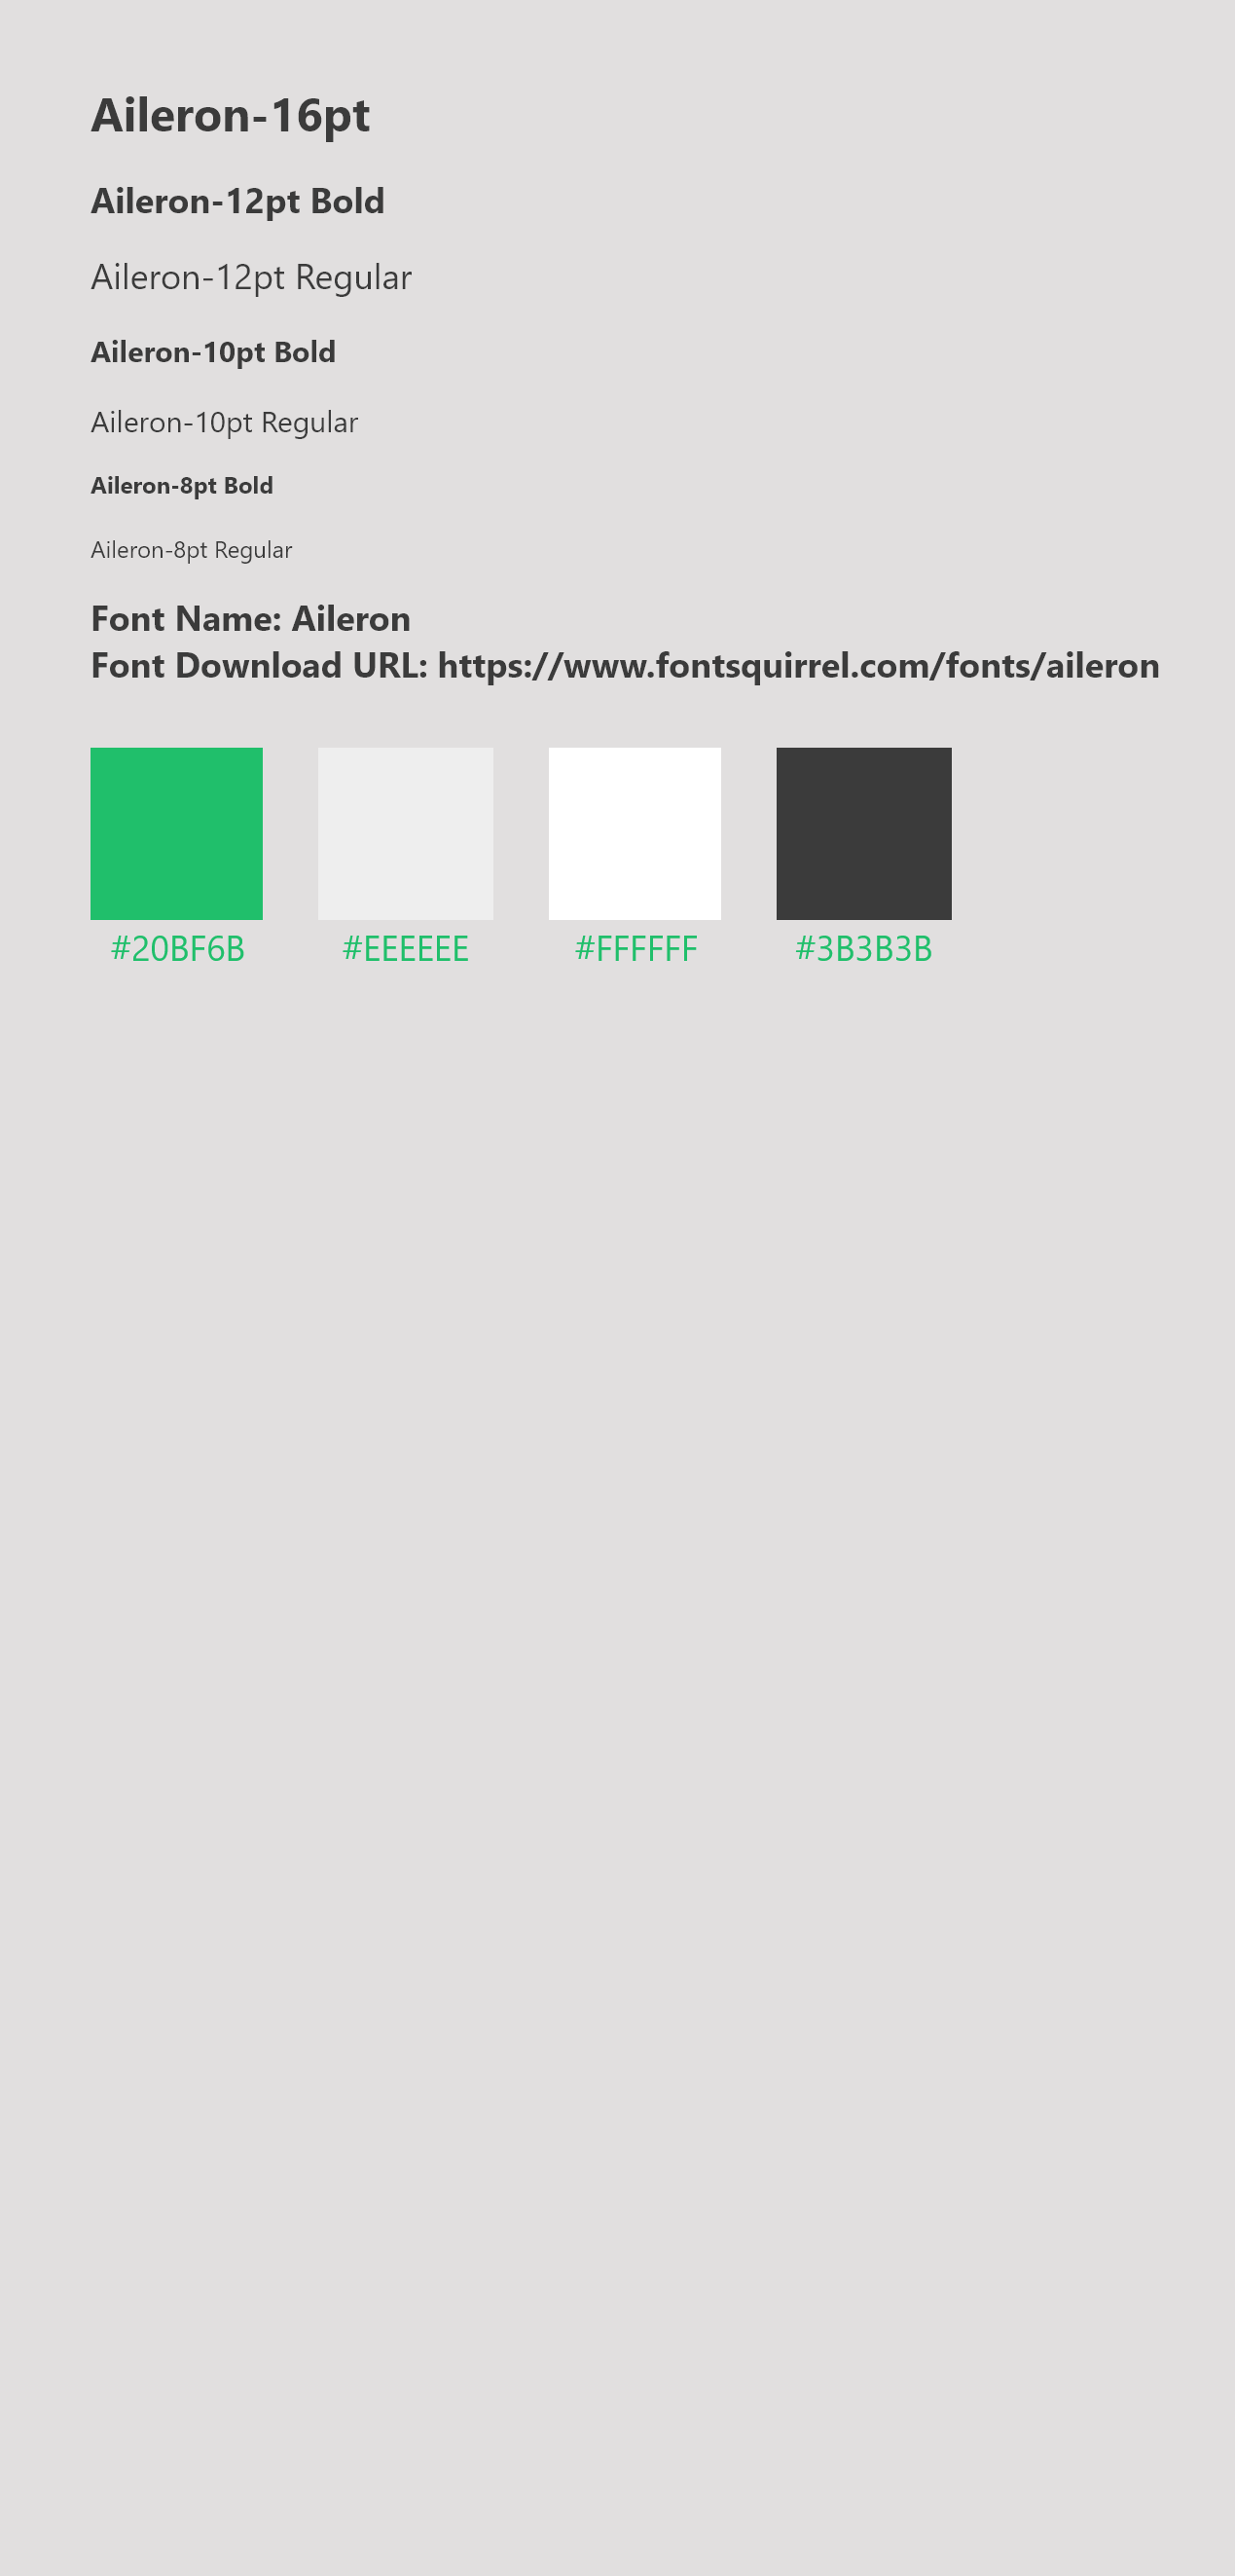 Aileron-16pt
Aileron-12pt Bold
Aileron-12pt Regular
Aileron-10pt Bold
Aileron-10pt Regular
Aileron-8pt Bold
Aileron-8pt Regular
Font Name: Aileron
Font Download URL: https://www.fontsquirrel.com/fonts/aileron
#20BF6B #EEEEEE #FFFFFF #3B3B3B